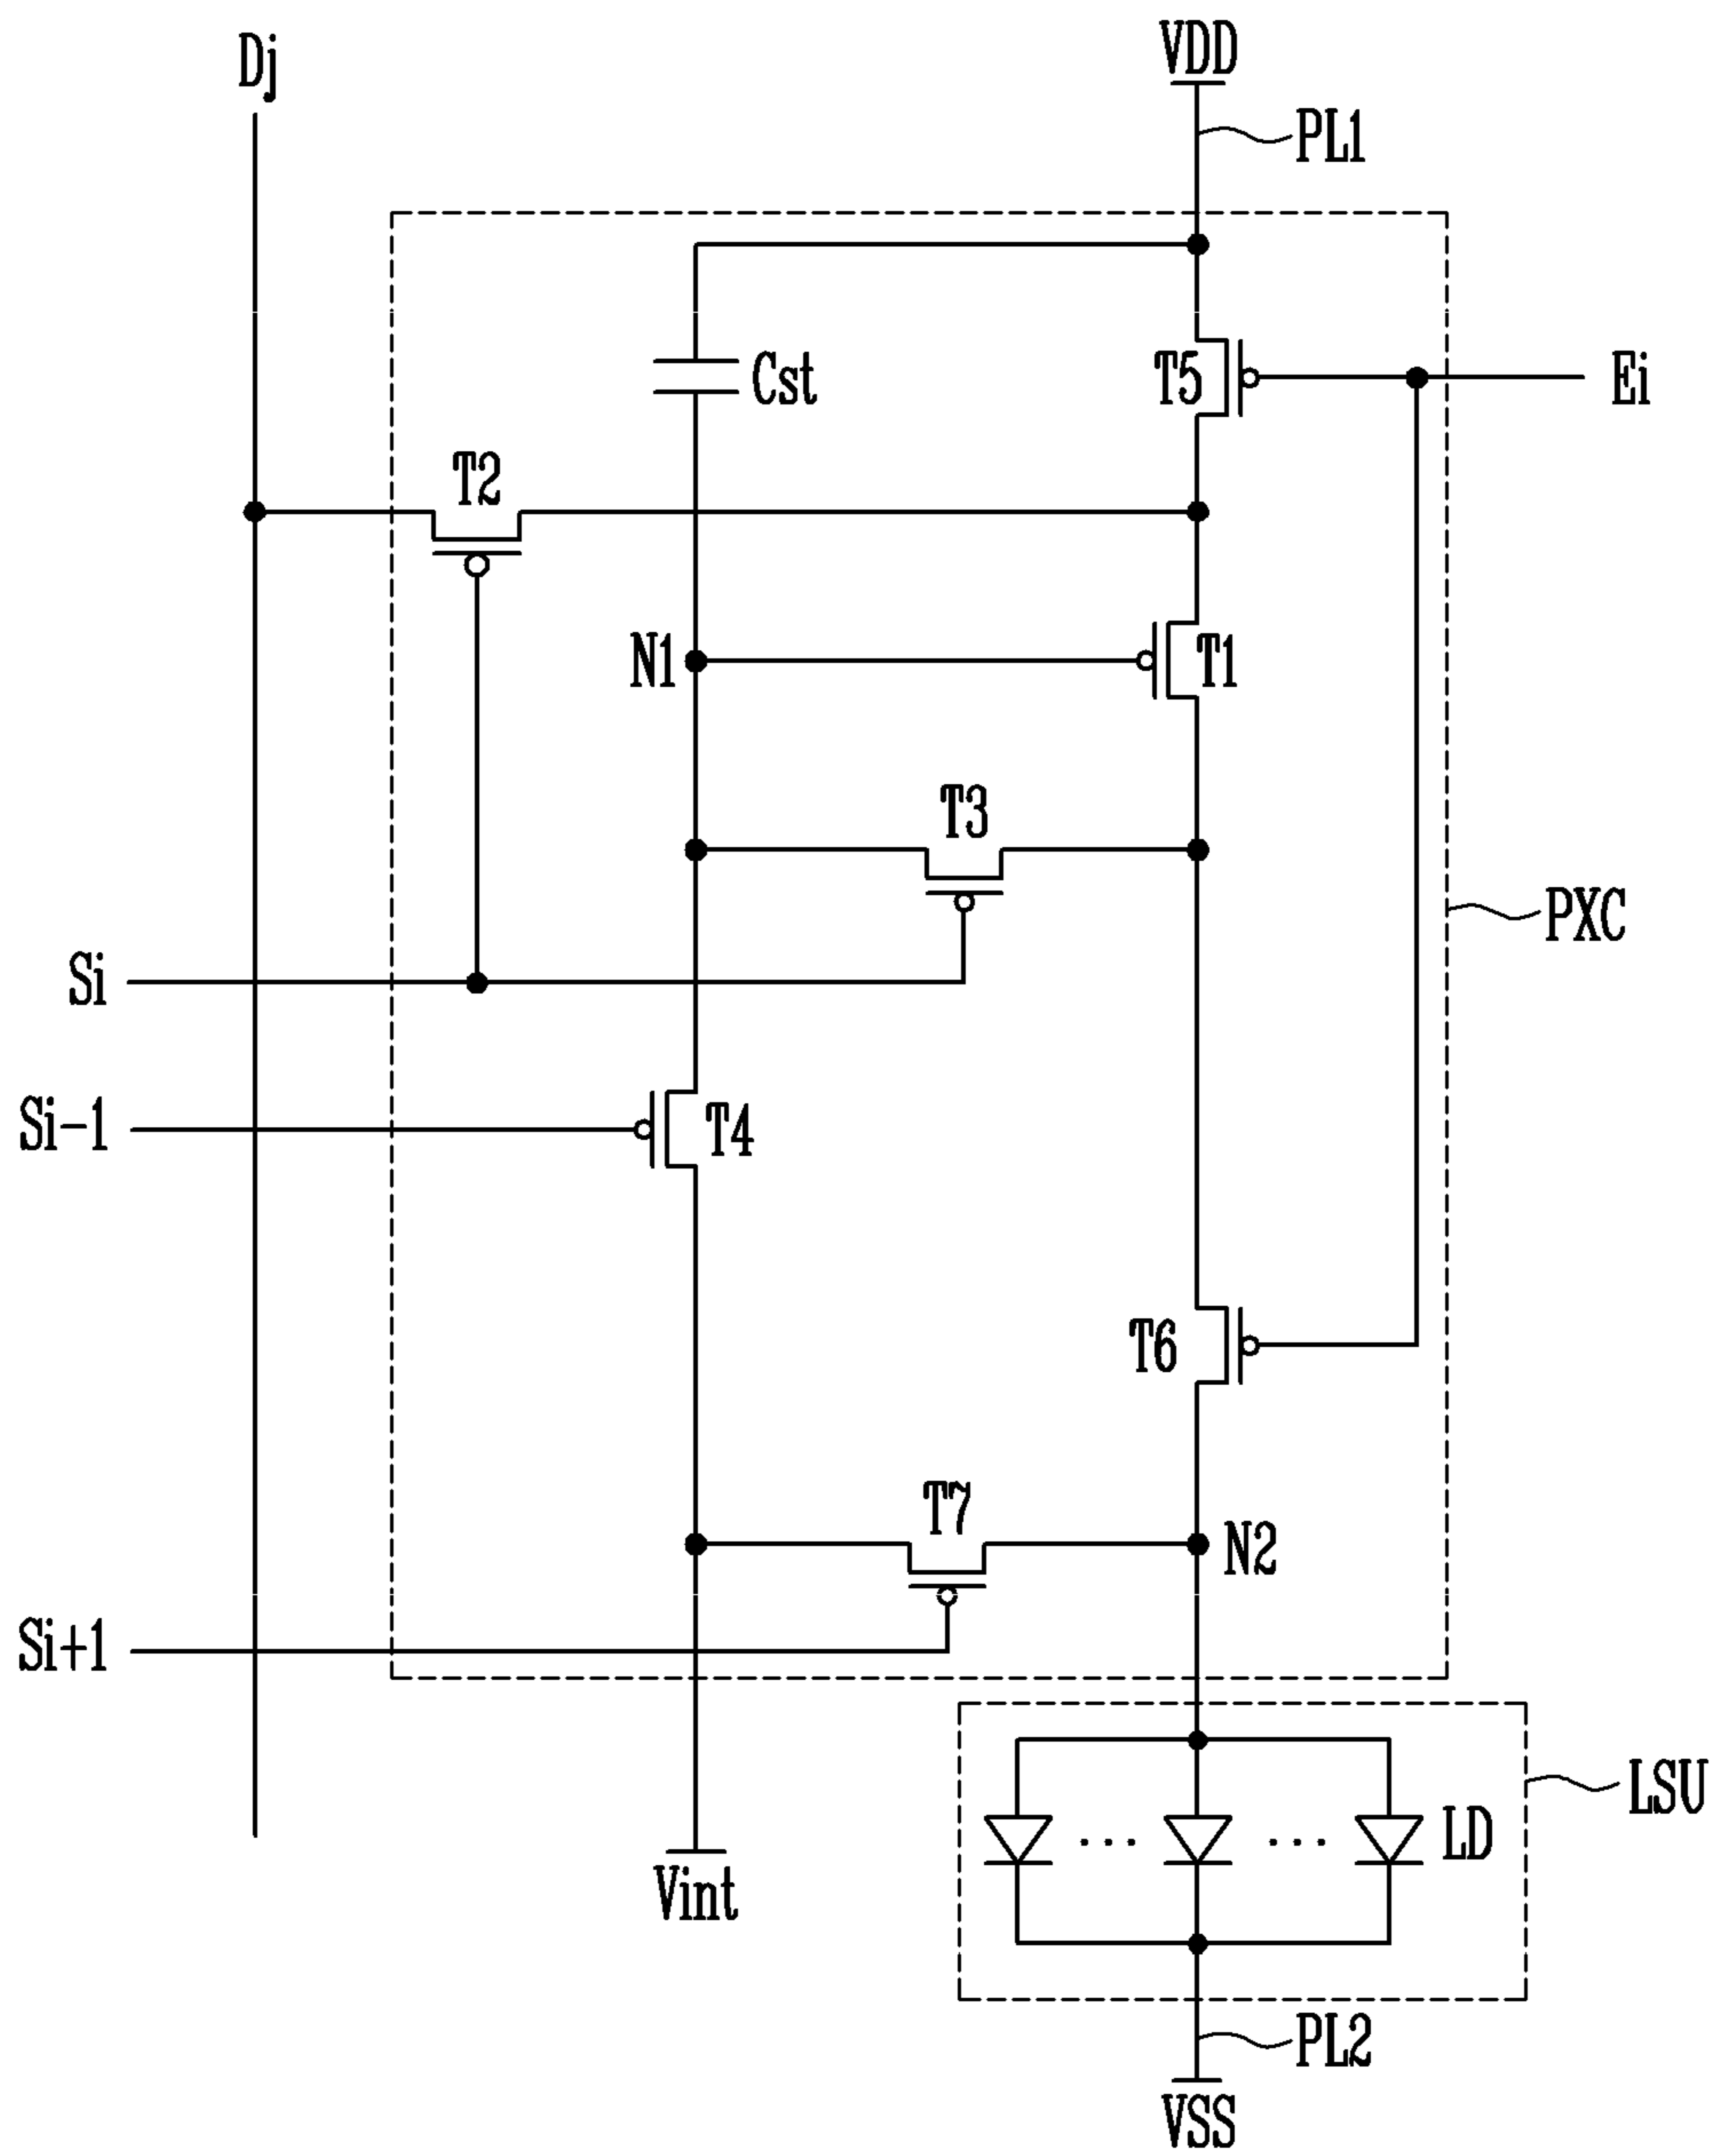 Dj
VDD
PL1
Cst
T5
Ei
T2
N1
T1
T3
PXC
Si
Si-1
T4
T6
T7
N2
Si+1
LSU
LD
Vint
PL2
VSS